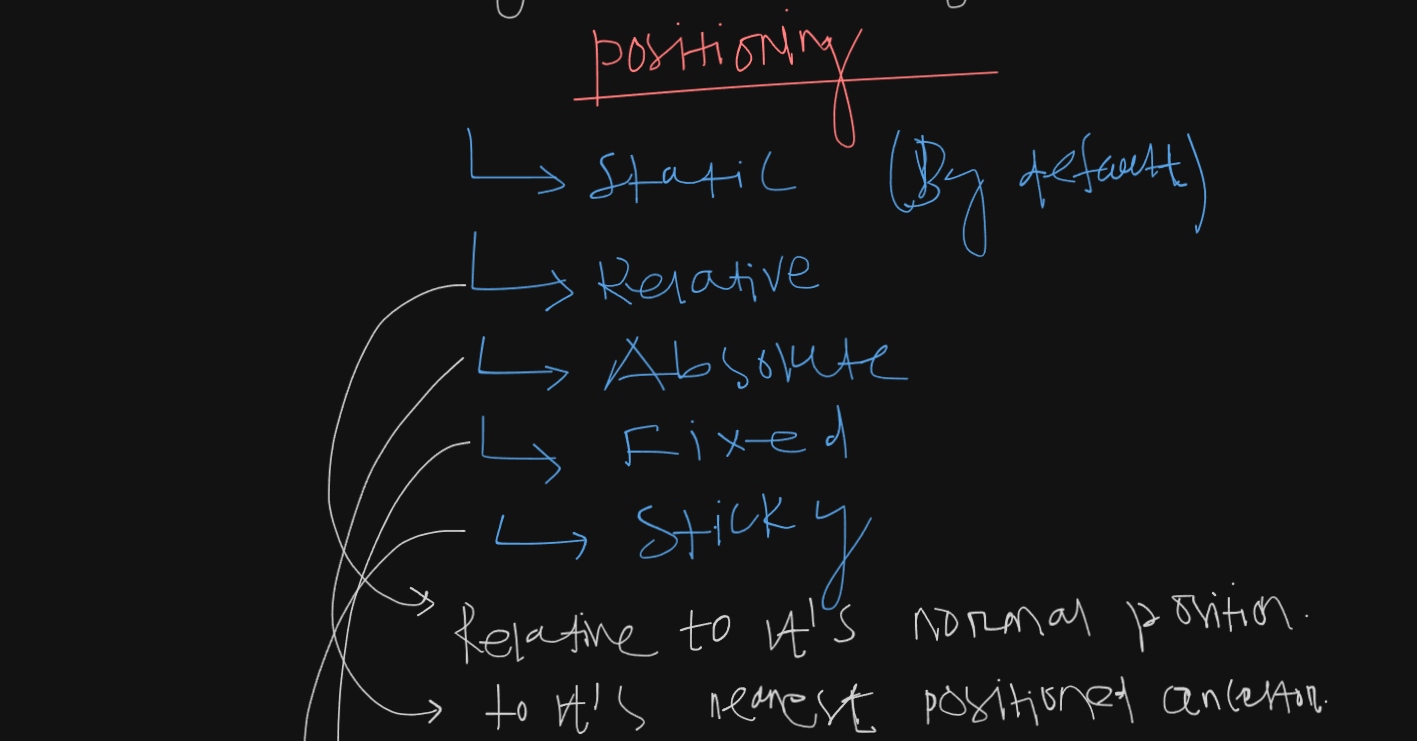 positioning
Static (By default)
Relative
Absolute
Fixed
Sticky
Relative to it's normal position.
to it's nearest positioned ancestor.